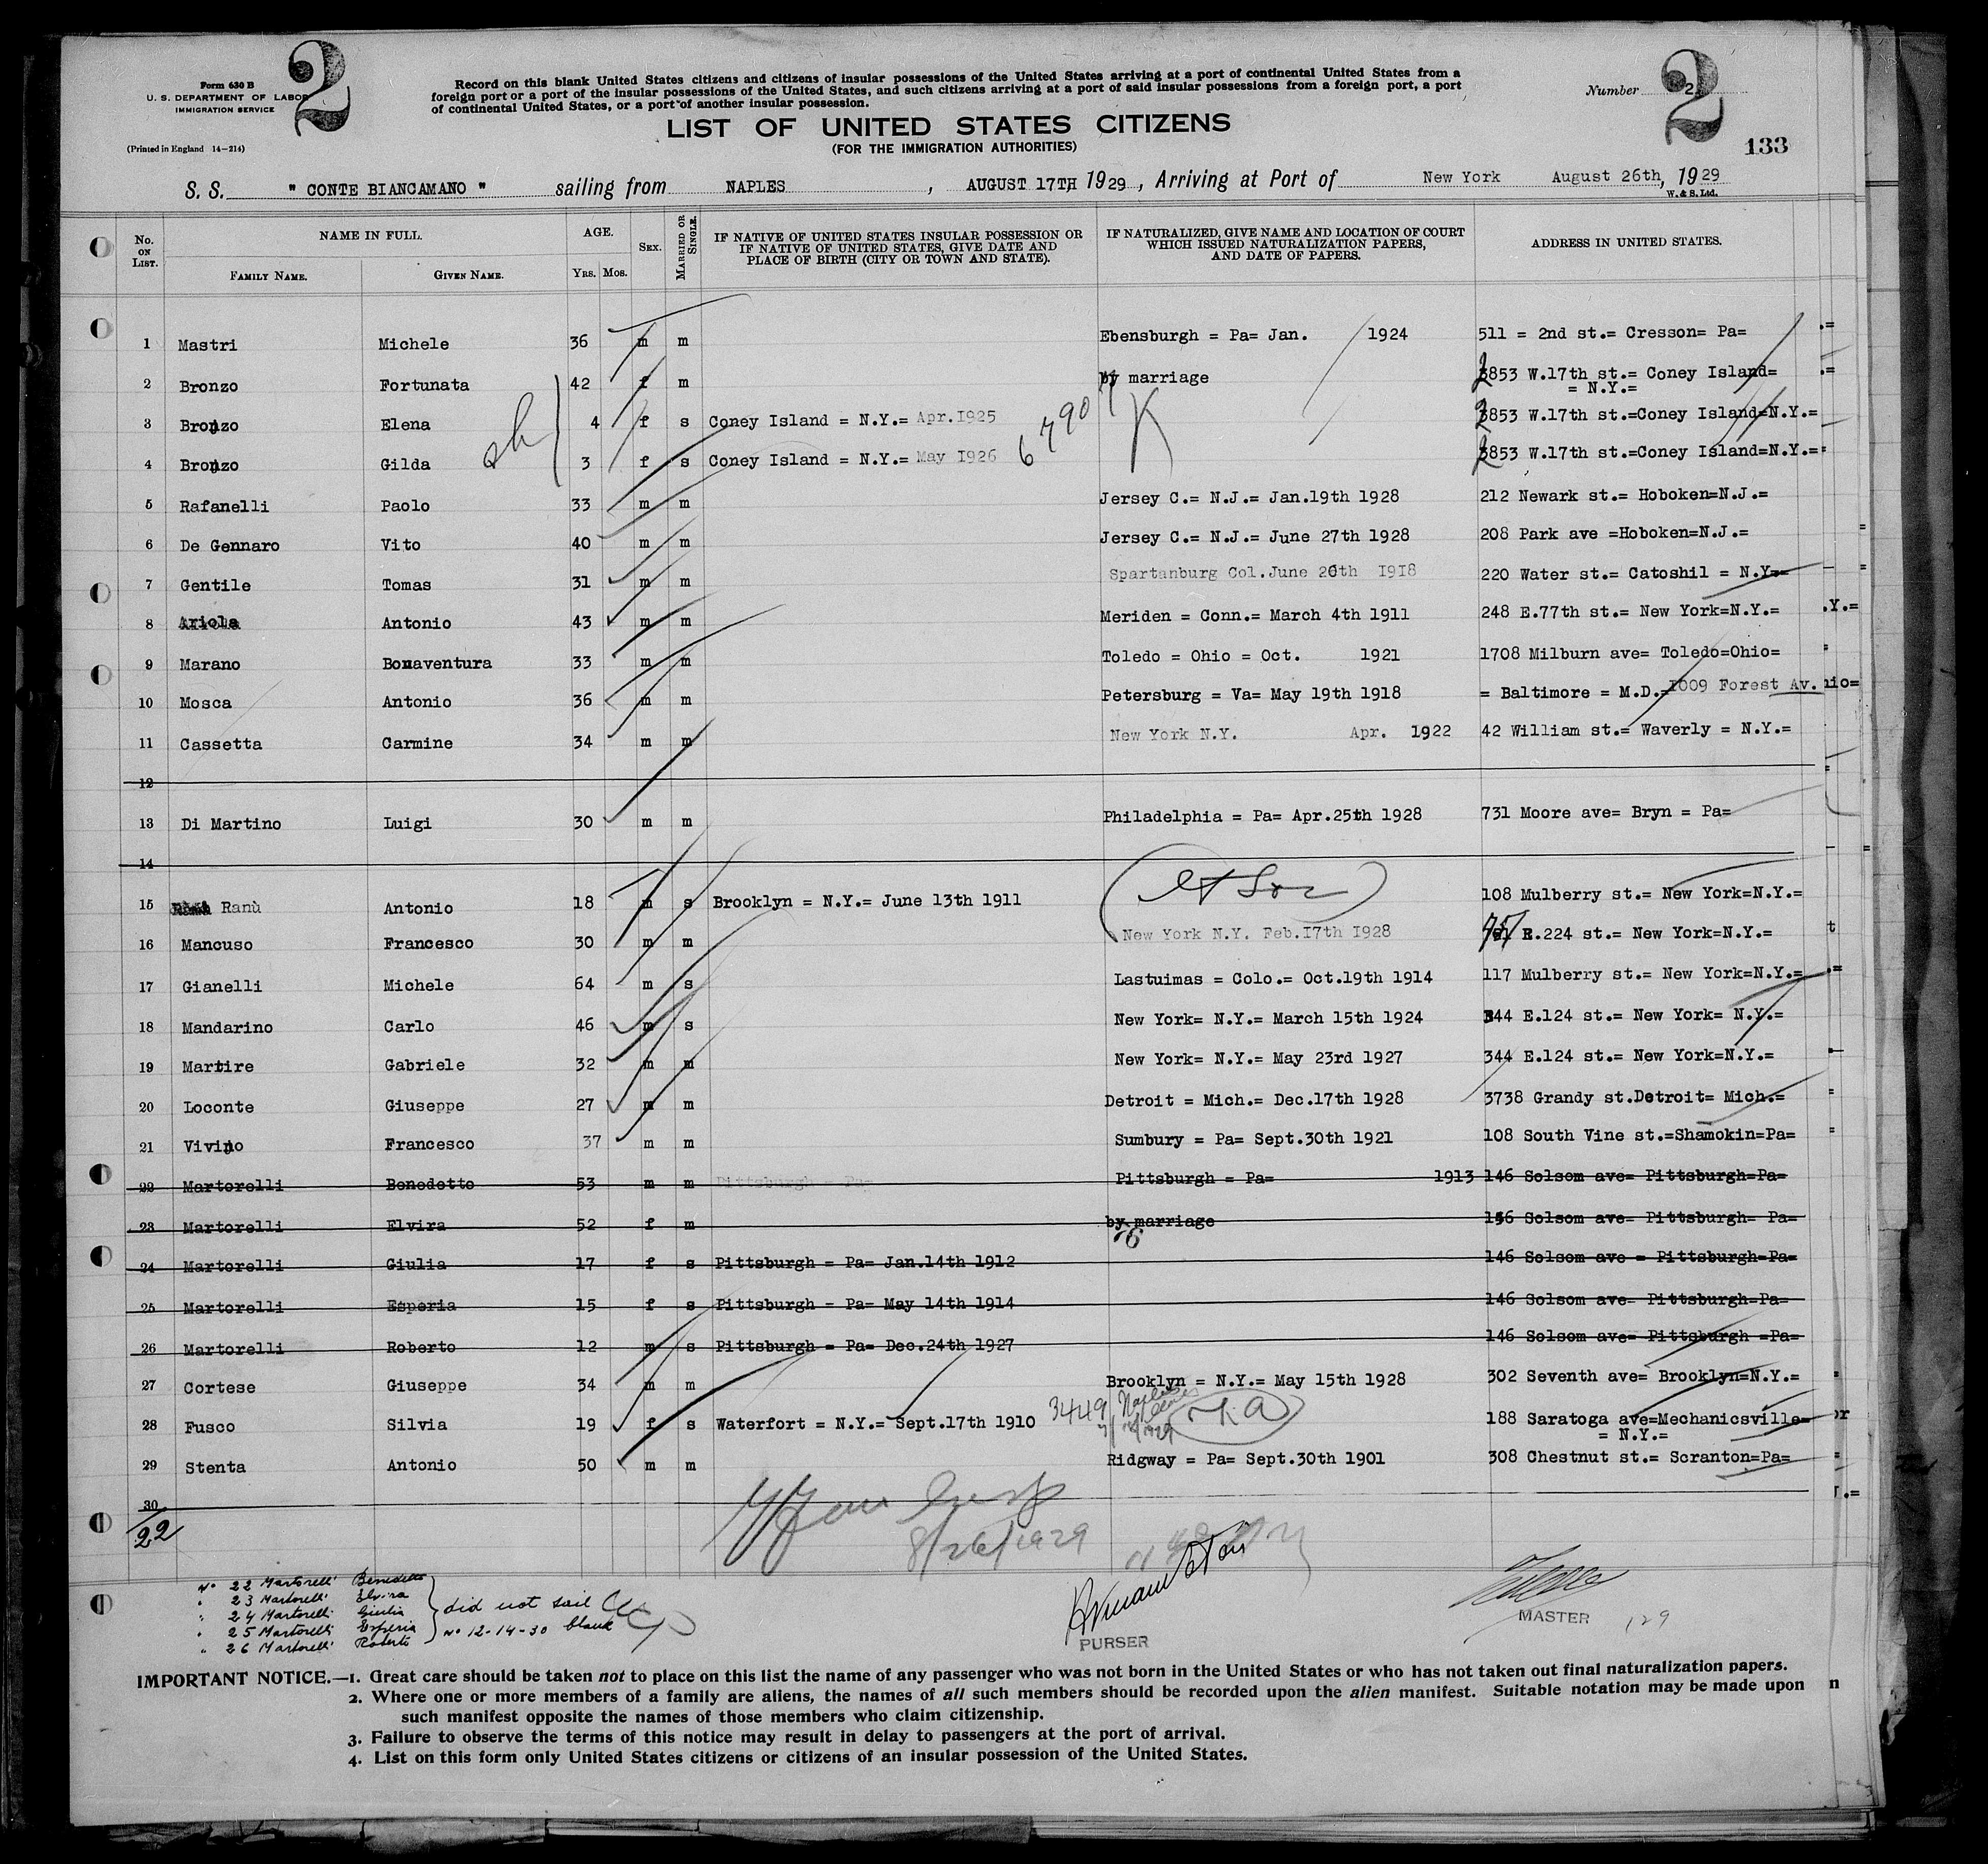 2
Form 630 B
U. S. DEPARTMENT OF LABOR
IMMIGRATION SERVICE
(Printed in England 14—214)
Record on this blank United States citizens and citizens of insular possessions of the United States arriving at a port of continental United States from a
foreign port or a port of the insular possessions of the United States, and such citizens arriving at a port of said insular possessions from a foreign port, a port
of continental United States, or a port of another insular possession.
LIST OF UNITED STATES CITIZENS
(FOR THE IMMIGRATION AUTHORITIES)
Number 2
2
133
S. S. " CONTE BIANCAMANO " sailing from NAPLES , AUGUST 17TH 1929 , Arriving at Port of New York August 26th, 1929
W. & S. Ltd.
No. ON LIST. NAME IN FULL. FAMILY NAME. GIVEN NAME. AGE. YRS. MOS. SEX. MARRIED OR SINGLE. IF NATIVE OF UNITED STATES INSULAR POSSESSION OR IF NATIVE OF UNITED STATES, GIVE DATE AND PLACE OF BIRTH (CITY OR TOWN AND STATE). IF NATURALIZED, GIVE NAME AND LOCATION OF COURT WHICH ISSUED NATURALIZATION PAPERS, AND DATE OF PAPERS. ADDRESS IN UNITED STATES.
1 Mastri Michele 36 m m Ebensburgh = Pa= Jan. 1924 511 = 2nd st.= Cresson= Pa=
2 Bronzo Fortunata 42 f m by marriage 2853 W.17th st.= Coney Island=
= N.Y.=
3 Bronzo Elena 4 f s Coney Island = N.Y.= Apr.1925 2853 W.17th st.=Coney Island=N.Y.=
4 Bronzo Gilda 3 f s Coney Island = N.Y.= May 1926 67901 K 2853 W.17th st.=Coney Island=N.Y.=
5 Rafanelli Paolo 33 m m Jersey C.= N.J.= Jan.19th 1928 212 Newark st.= Hoboken=N.J.=
6 De Gennaro Vito 40 m m Jersey C.= N.J.= June 27th 1928 208 Park ave =Hoboken=N.J.=
7 Gentile Tomas 31 m m Spartanburg Col.June 26th 1918 220 Water st.= Catoshil = N.Y.=
8 Ariola Antonio 43 m m Meriden = Conn.= March 4th 1911 248 E.77th st.= New York=N.Y.=
9 Marano Bonaventura 33 m m Toledo = Ohio = Oct. 1921 1708 Milburn ave= Toledo=Ohio=
10 Mosca Antonio 36 m m Petersburg = Va= May 19th 1918 = Baltimore = M.D.= 1009 Forest Av.
11 Cassetta Carmine 34 m m New York N.Y. Apr. 1922 42 William st.= Waverly = N.Y.=
12
13 Di Martino Luigi 30 m m Philadelphia = Pa= Apr.25th 1928 731 Moore ave= Bryn = Pa=
14
15 Ranù Antonio 18 m s Brooklyn = N.Y.= June 13th 1911 108 Mulberry st.= New York=N.Y.=
16 Mancuso Francesco 30 m m New York N.Y. Feb.17th 1928 751 E.224 st.= New York=N.Y.=
17 Gianelli Michele 64 m s Lastuimas = Colo.= Oct.19th 1914 117 Mulberry st.= New York=N.Y.=
18 Mandarino Carlo 46 m s New York= N.Y.= March 15th 1924 344 E.124 st.= New York= N.Y.=
19 Martire Gabriele 32 m m New York= N.Y.= May 23rd 1927 344 E.124 st.= New York=N.Y.=
20 Loconte Giuseppe 27 m m Detroit = Mich.= Dec.17th 1928 3738 Grandy st.Detroit= Mich.=
21 Vivino Francesco 37 m m Sumbury = Pa= Sept.30th 1921 108 South Vine st.=Shamokin=Pa=
22 Martorelli Benedetto 53 m m Pittsburgh = Pa= Pittsburgh = Pa= 1913 146 Solsom ave= Pittsburgh=Pa=
23 Martorelli Elvira 52 f m by marriage 146 Solsom ave= Pittsburgh= Pa=
76
24 Martorelli Giulia 17 f s Pittsburgh = Pa= Jan.14th 1912 146 Solsom ave = Pittsburgh=Pa=
25 Martorelli Esperia 15 f s Pittsburgh = Pa= May 14th 1914 146 Solsom ave= Pittsburgh=Pa=
26 Martorelli Roberto 12 m s Pittsburgh = Pa= Dec.24th 1927 146 Solsom ave= Pittsburgh =Pa=
27 Cortese Giuseppe 34 m m Brooklyn = N.Y.= May 15th 1928 302 Seventh ave= Brooklyn=N.Y.=
28 Fusco Silvia 19 f s Waterfort = N.Y.= Sept.17th 1910 3449 Naples 188 Saratoga ave=Mechanicsville=
= N.Y.=
29 Stenta Antonio 50 m m Ridgway = Pa= Sept.30th 1901 308 Chestnut st.= Scranton=Pa=
30
22
8/26/1929
No 22 Martorelli Benedetto
" 23 Martorelli Elvira
" 24 Martorelli Giulia
" 25 Martorelli Esperia
" 26 Martorelli Roberto
did not sail
No 12-14-30 blank
PURSER
MASTER
129
IMPORTANT NOTICE.—1. Great care should be taken not to place on this list the name of any passenger who was not born in the United States or who has not taken out final naturalization papers.
2. Where one or more members of a family are aliens, the names of all such members should be recorded upon the alien manifest. Suitable notation may be made upon
such manifest opposite the names of those members who claim citizenship.
3. Failure to observe the terms of this notice may result in delay to passengers at the port of arrival.
4. List on this form only United States citizens or citizens of an insular possession of the United States.